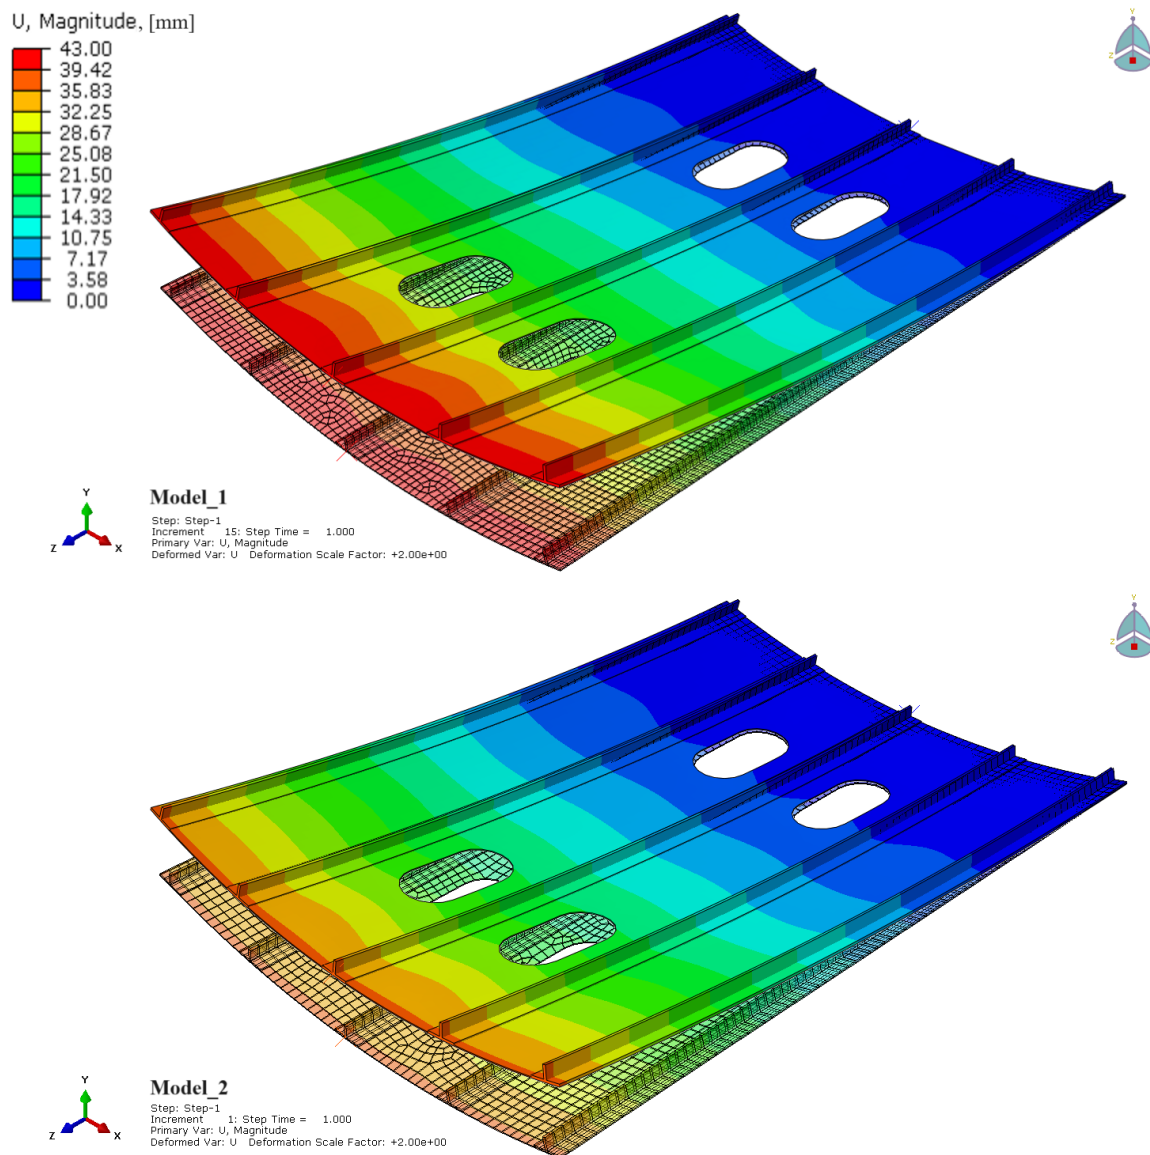 U, Magnitude, [mm]
43.00
39.42
35.83
32.25
28.67
25.08
21.50
17.92
14.33
10.75
7.17
3.58
0.00
Y
Z
Y
Z
X
Model_1
Step: Step-1
Increment 15: Step Time = 1.000
Primary Var: U, Magnitude
Deformed Var: U Deformation Scale Factor: +2.00e+00
Y
Z
Y
Z
X
Model_2
Step: Step-1
Increment 1: Step Time = 1.000
Primary Var: U, Magnitude
Deformed Var: U Deformation Scale Factor: +2.00e+00